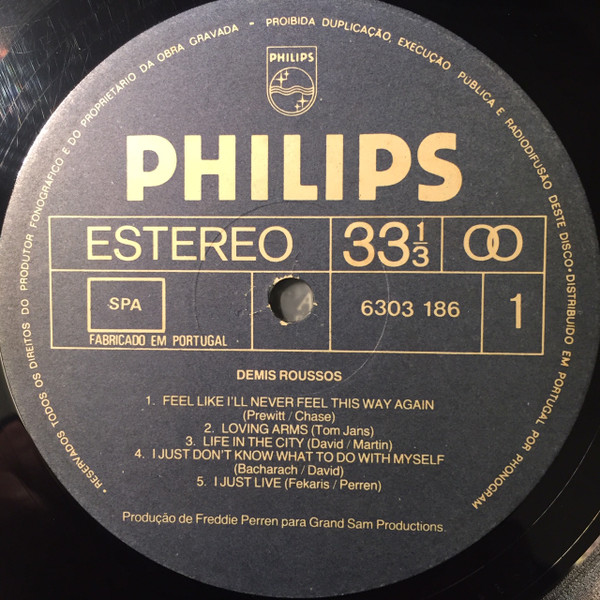 • RESERVADOS TODOS OS DIREITOS DO PRODUTOR FONOGRÁFICO E DO PROPRIETÁRIO DA OBRA GRAVADA - PROIBIDA DUPLICAÇÃO, EXECUÇÃO PÚBLICA E RADIODIFUSÃO DESTE DISCO • DISTRIBUIDO EM PORTUGAL POR PHONOGRAM *
PHILIPS
PHILIPS
ESTEREO 33 1/3
SPA
6303 186 1
FABRICADO EM PORTUGAL
DEMIS ROUSSOS
1. FEEL LIKE I'LL NEVER FEEL THIS WAY AGAIN
(Prewitt / Chase)
2. LOVING ARMS (Tom Jans)
3. LIFE IN THE CITY (David / Martin)
4. I JUST DON'T KNOW WHAT TO DO WITH MYSELF
(Bacharach / David)
5. I JUST LIVE (Fekaris / Perren)
Produção de Freddie Perren para Grand Sam Productions.